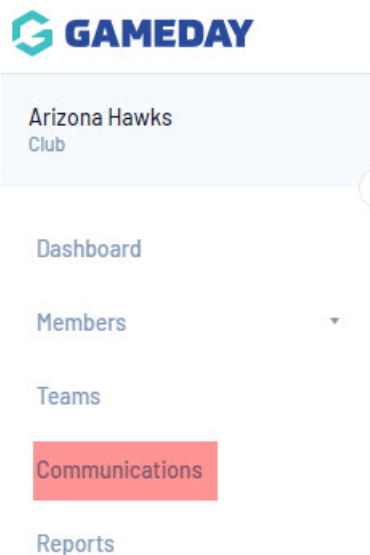 GAMEDAY
Arizona Hawks
Club
Dashboard
Members
Teams
Communications
Reports